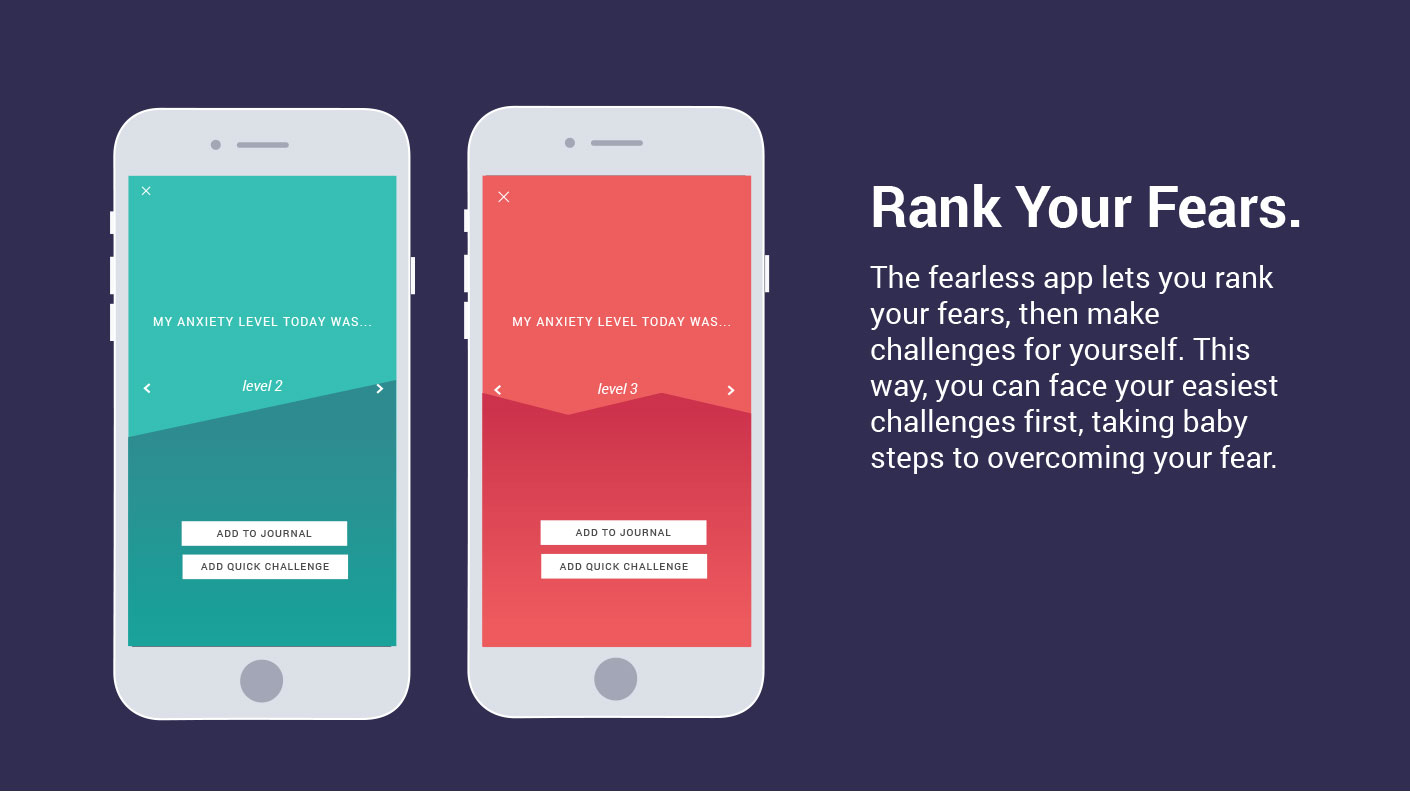 MY ANXIETY LEVEL TODAY WAS...
level 2
ADD TO JOURNAL
ADD QUICK CHALLENGE
MY ANXIETY LEVEL TODAY WAS...
level 3
ADD TO JOURNAL
ADD QUICK CHALLENGE
Rank Your Fears.
The fearless app lets you rank
your fears, then make
challenges for yourself. This
way, you can face your easiest
challenges first, taking baby
steps to overcoming your fear.